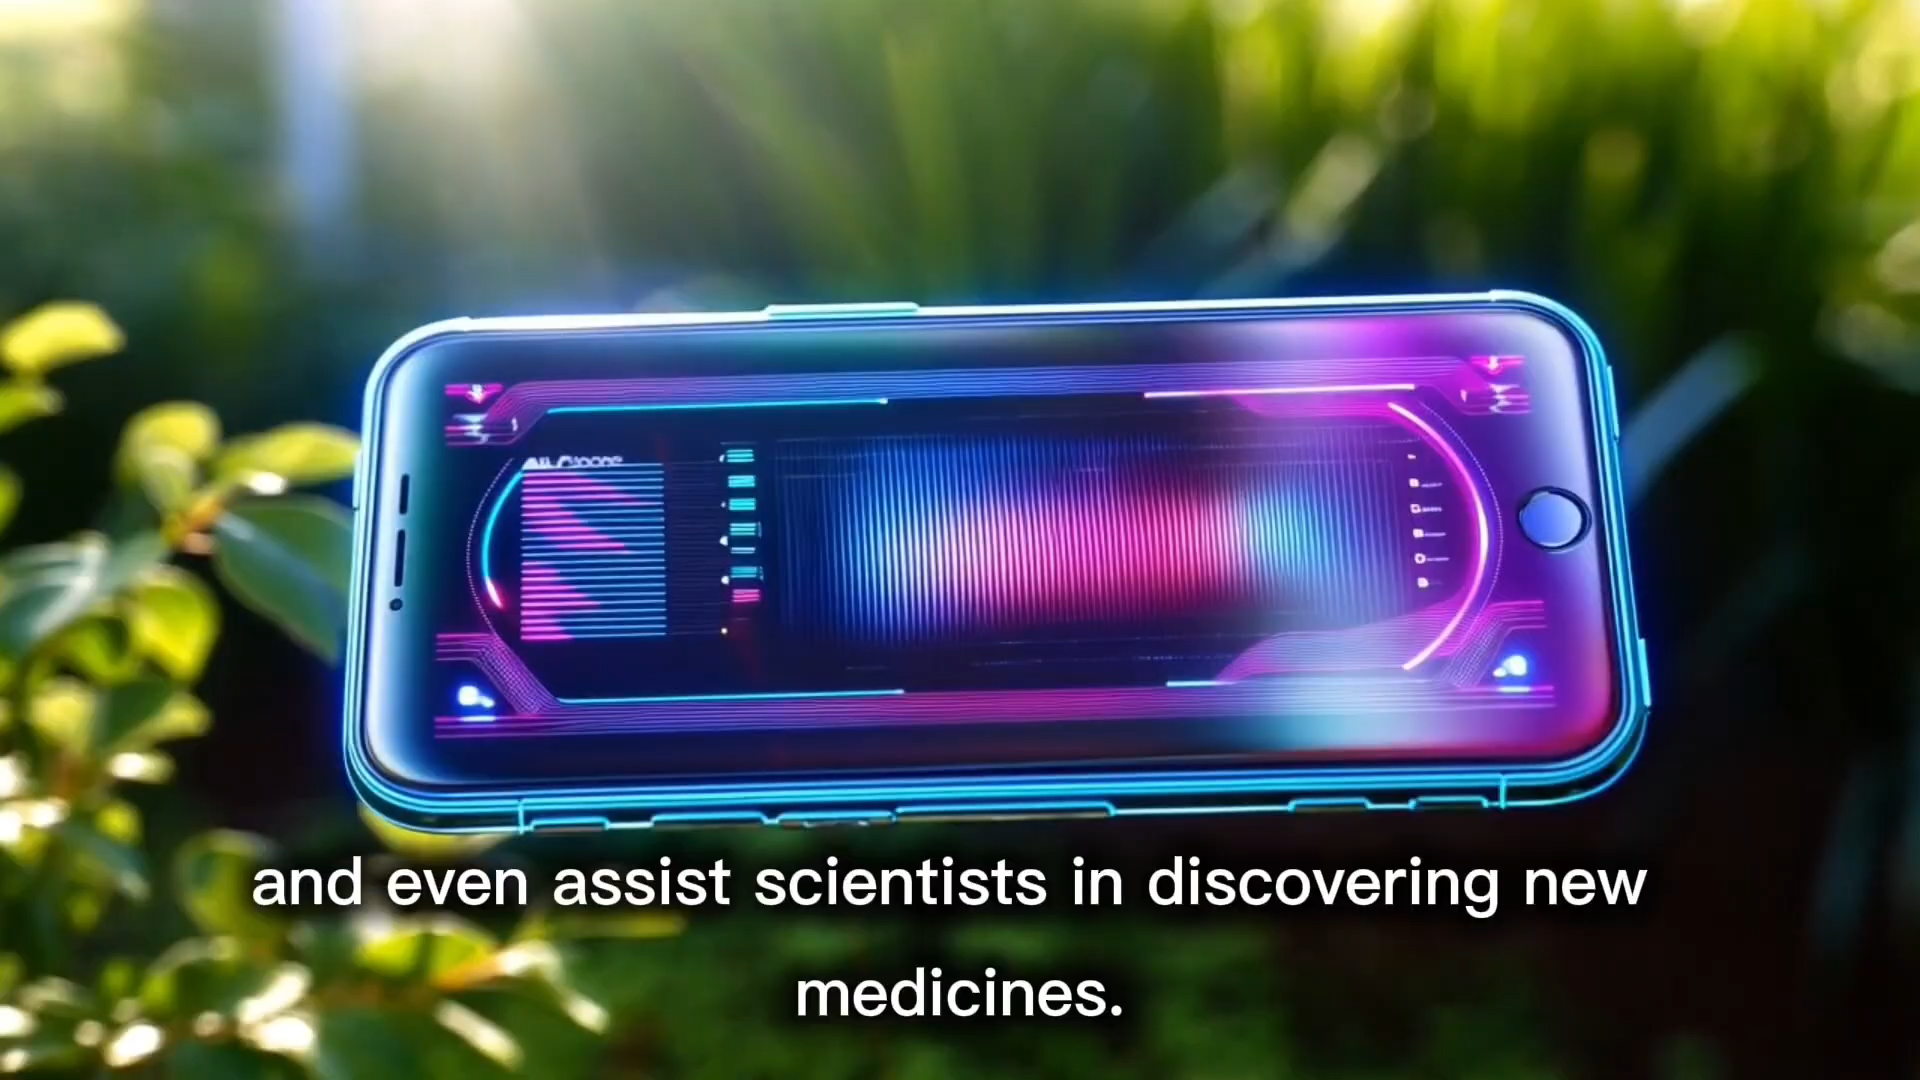 and even assist scientists in discovering new
medicines.